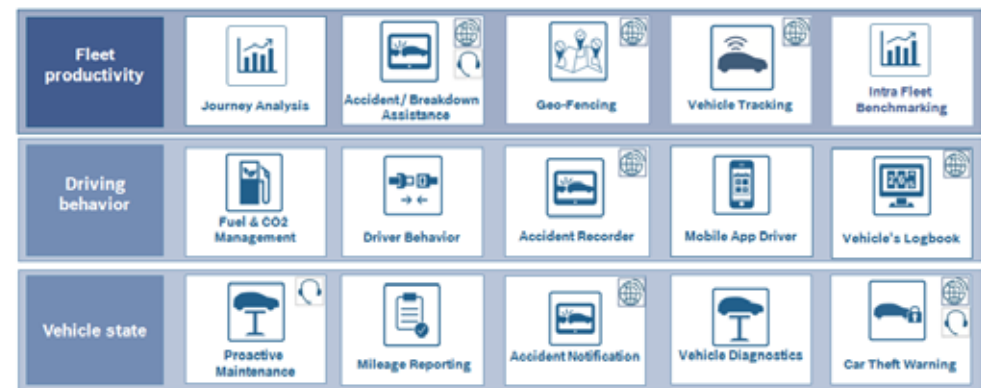 Fleet
productivity
Journey Analysis
Accident/ Breakdown
Assistance
Geo-Fencing
Vehicle Tracking
Intra Fleet
Benchmarking
Driving
behavior
Fuel & CO2
Management
Driver Behavior
Accident Recorder
Mobile App Driver
Vehicle's Logbook
Vehicle state
Proactive
Maintenance
Mileage Reporting
Accident Notification
Vehicle Diagnostics
Car Theft Warning